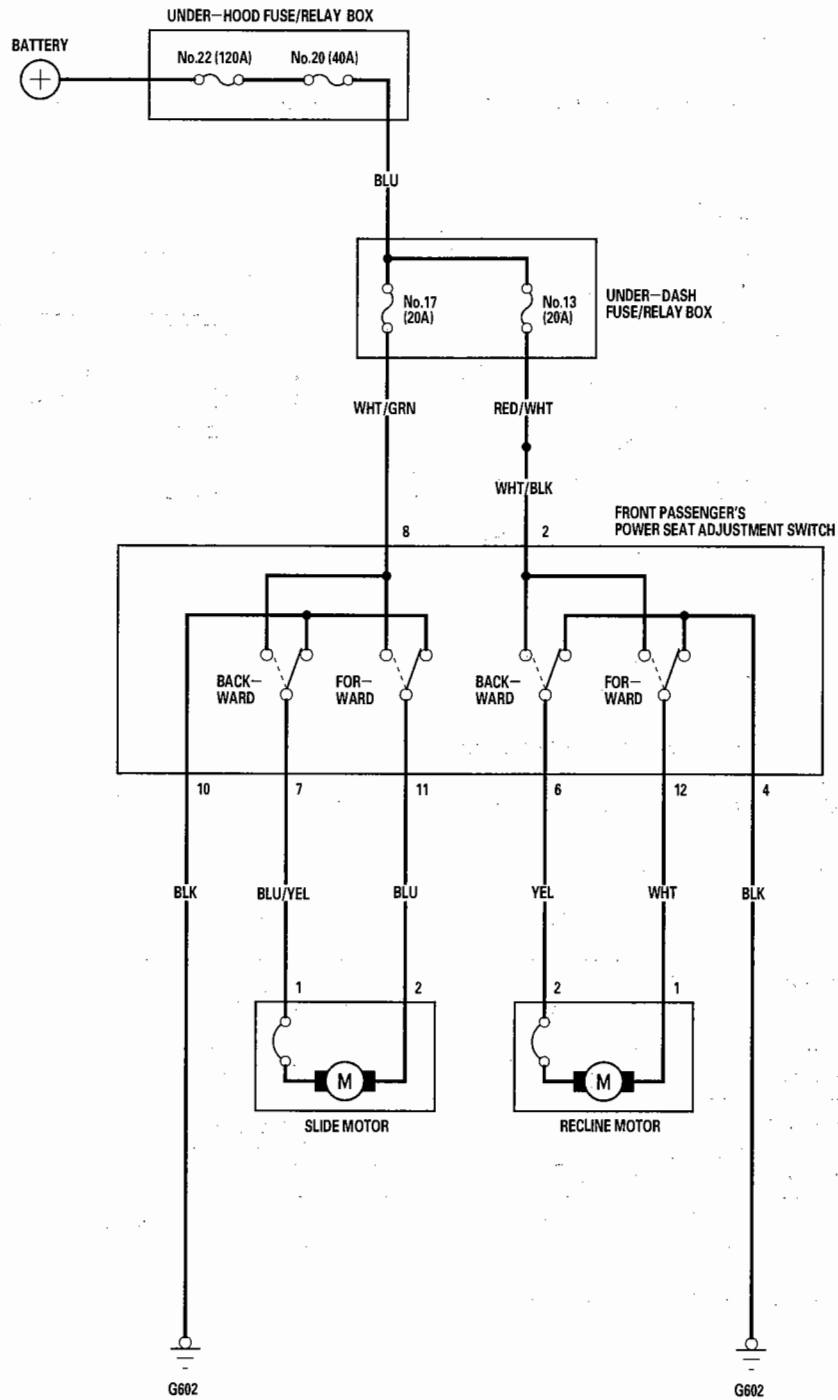 UNDER-HOOD FUSE/RELAY BOX
BATTERY
No.22 (120A)
No.20 (40A)
BLU
No.17
(20A)
No.13
(20A)
UNDER-DASH
FUSE/RELAY BOX
WHT/GRN
RED/WHT
WHT/BLK
FRONT PASSENGER'S
POWER SEAT ADJUSTMENT SWITCH
8
2
BACK-
WARD
FOR-
WARD
BACK-
WARD
FOR-
WARD
10
7
11
6
12
4
BLK
BLU/YEL
BLU
YEL
WHT
BLK
1
2
2
1
M
M
SLIDE MOTOR
RECLINE MOTOR
G602
G602